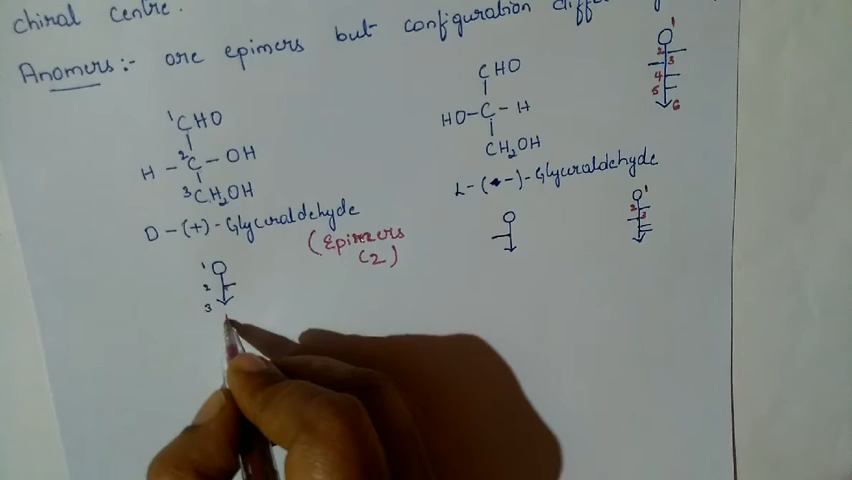 chiral centre.
Anomers:- are epimers but configuration
1CHO
H - 2C - OH
3CH2OH
D-(+)-Glyceraldehyde
(Epimers
C2)
1
2
3
CHO
HO-C-H
CH2OH
L-(-)-Glyceraldehyde
1
2
3
4
5
6
1
2
3